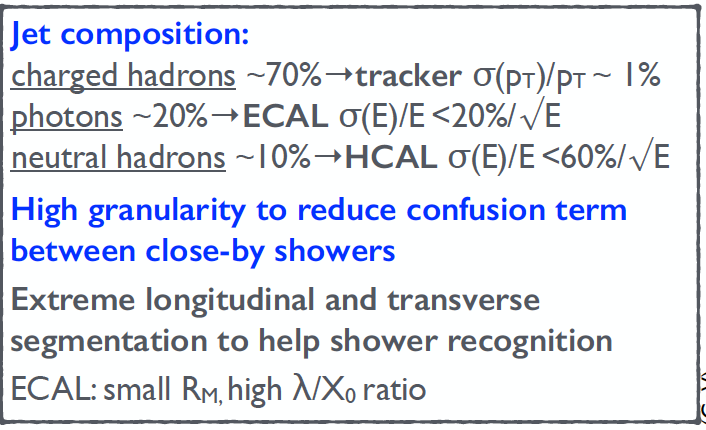 Jet composition:
charged hadrons ~70%→tracker σ(pT)/pT ~ 1%
photons ~20%→ECAL σ(E)/E <20%/√E
neutral hadrons ~10%→HCAL σ(E)/E <60%/√E
High granularity to reduce confusion term
between close-by showers
Extreme longitudinal and transverse
segmentation to help shower recognition
ECAL: small RM, high λ/X0 ratio